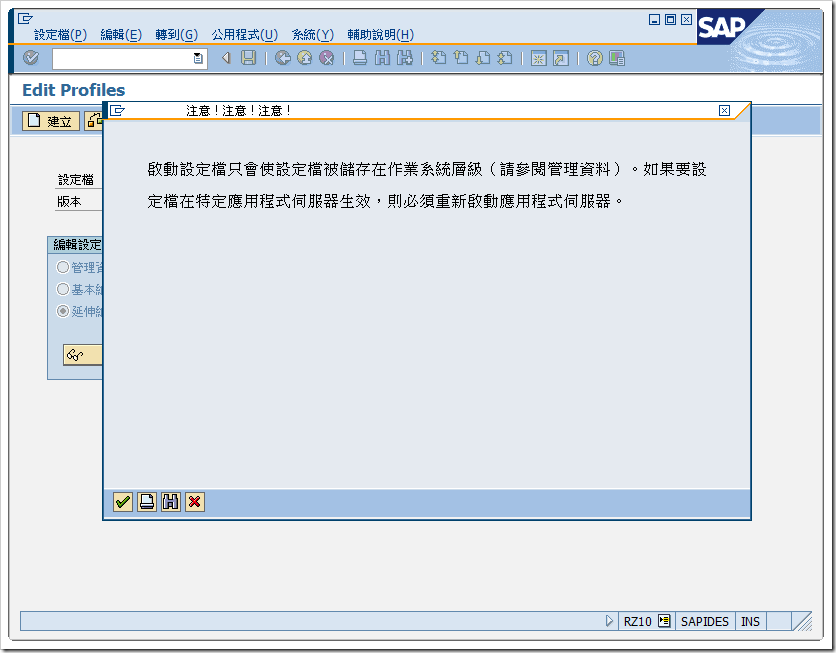 設定檔(P) 編輯(E) 轉到(G) 公用程式(U) 系統(Y) 輔助說明(H)
SAP
Edit Profiles
建立
注意！注意！注意！
啟動設定檔只會使設定檔被儲存在作業系統層級（請參閱管理資料）。如果要設
定檔在特定應用程式伺服器生效，則必須重新啟動應用程式伺服器。
設定檔
版本
編輯設定
管理資
基本編
延伸編
RZ10 SAPIDES INS